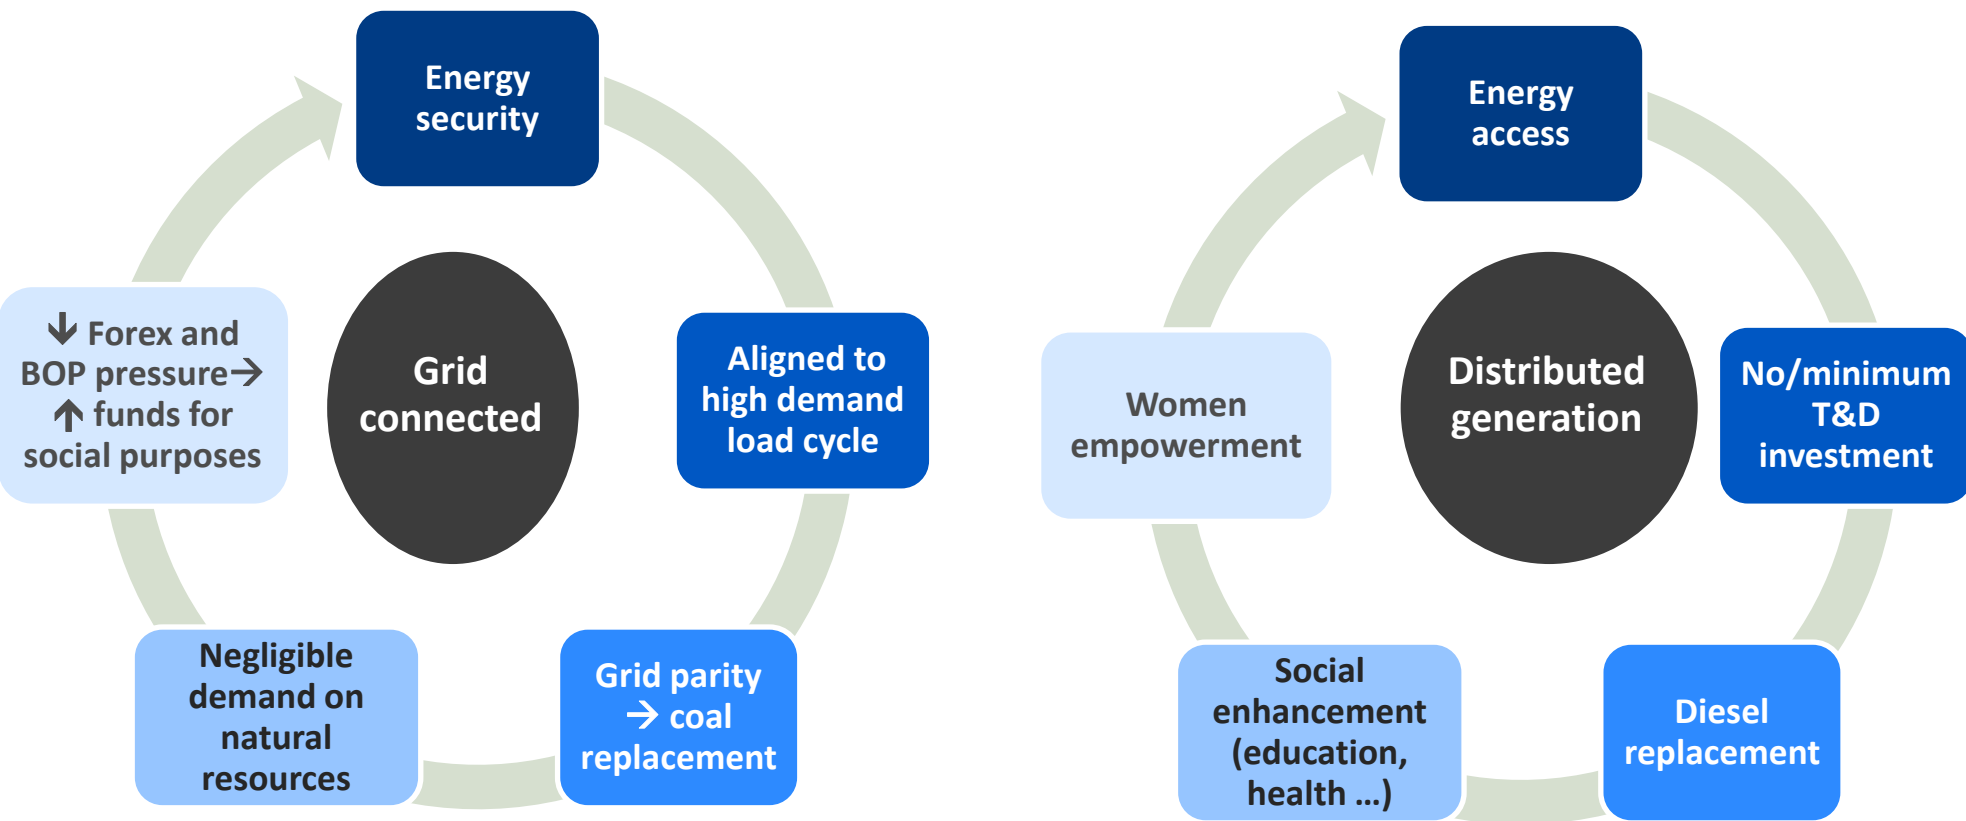 Energy
security
Aligned to
high demand
load cycle
Grid parity
→ coal
replacement
Negligible
demand on
natural
resources
↓ Forex and
BOP pressure→
↑ funds for
social purposes
Grid
connected
Energy
access
No/minimum
T&D
investment
Diesel
replacement
Social
enhancement
(education,
health ...)
Women
empowerment
Distributed
generation